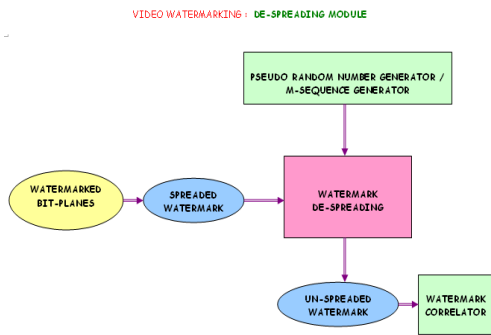 VIDEO WATERMARKING : DE-SPREADING MODULE
PSEUDO RANDOM NUMBER GENERATOR /
M-SEQUENCE GENERATOR
WATERMARKED
BIT-PLANES
SPREADED
WATERMARK
WATERMARK
DE-SPREADING
UN-SPREADED
WATERMARK
WATERMARK
CORRELATOR